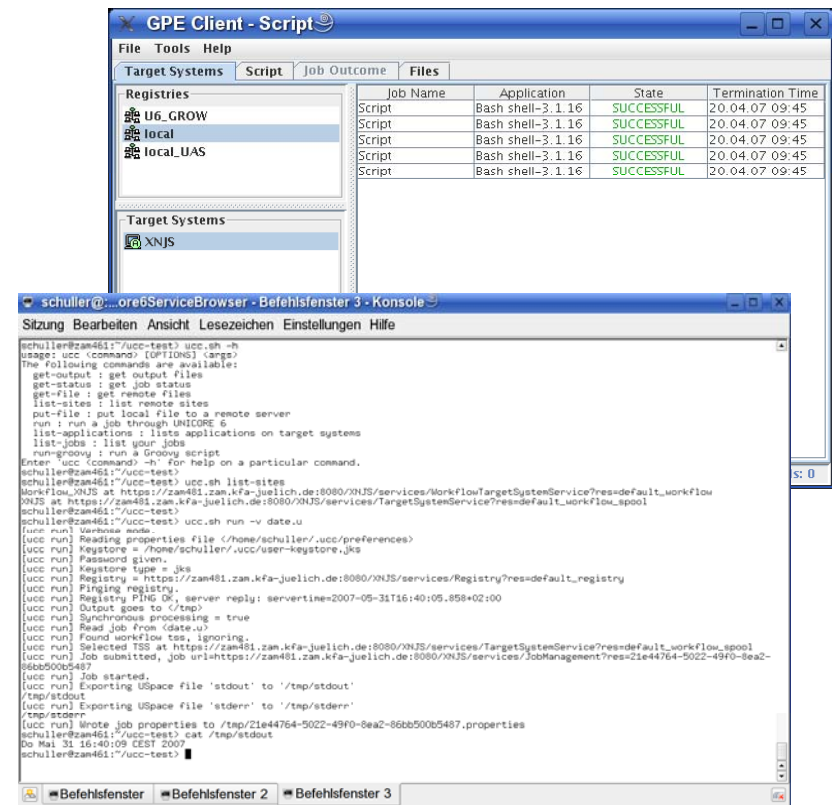 GPE Client - Script
File Tools Help
Target Systems Script Job Outcome Files
Registries
U6_GROW
local
local_UAS
Target Systems
XNJS
Job Name Application State Termination Time
Script Bash shell-3.1.16 SUCCESSFUL 20.04.07 09:45
Script Bash shell-3.1.16 SUCCESSFUL 20.04.07 09:45
Script Bash shell-3.1.16 SUCCESSFUL 20.04.07 09:45
Script Bash shell-3.1.16 SUCCESSFUL 20.04.07 09:45
Script Bash shell-3.1.16 SUCCESSFUL 20.04.07 09:45
s: 0
schuller@:...ore6ServiceBrowser - Befehlsfenster 3 - Konsole
Sitzung Bearbeiten Ansicht Lesezeichen Einstellungen Hilfe
schuller@zam461:~/ucc-test> ucc.sh -h
usage: ucc <command> [OPTIONS] <args>
The following commands are available:
get-output : get output files
get-status : get job status
get-file : get remote files
list-sites : list remote sites
put-file : put local file to a remote server
run : run a job through UNICORE 6
list-applications : lists applications on target systems
list-jobs : list your jobs
run-groovy : run a Groovy script
Enter 'ucc <command> -h' for help on a particular command.
schuller@zam461:~/ucc-test>
schuller@zam461:~/ucc-test> ucc.sh list-sites
Workflow_XNJS at https://zam481.zam.kfa-juelich.de:8080/XNJS/services/WorkflowTargetSystemService?res=default_workflow
XNJS at https://zam481.zam.kfa-juelich.de:8080/XNJS/services/TargetSystemService?res=default_workflow_spool
schuller@zam461:~/ucc-test>
schuller@zam461:~/ucc-test> ucc.sh run -v date.u
[ucc run] Verbose mode.
[ucc run] Reading properties file </home/schuller/.ucc/preferences>
[ucc run] Keystore = /home/schuller/.ucc/user-keystore.jks
[ucc run] Password given.
[ucc run] Keystore type = jks
[ucc run] Registry = https://zam481.zam.kfa-juelich.de:8080/XNJS/services/Registry?res=default_registry
[ucc run] Pinging registry.
[ucc run] Registry PING OK, server reply: servertime=2007-05-31T16:40:05.858+02:00
[ucc run] Output goes to </tmp>
[ucc run] Synchronous processing = true
[ucc run] Read job from <date.u>
[ucc run] Found workflow tss, ignoring.
[ucc run] Selected TSS at https://zam481.zam.kfa-juelich.de:8080/XNJS/services/TargetSystemService?res=default_workflow_spool
[ucc run] Job submitted, job url=https://zam481.zam.kfa-juelich.de:8080/XNJS/services/JobManagement?res=21e44764-5022-49f0-8ea2-
86bb500b5487
[ucc run] Job started.
[ucc run] Exporting USpace file 'stdout' to '/tmp/stdout'
/tmp/stdout
[ucc run] Exporting USpace file 'stderr' to '/tmp/stderr'
/tmp/stderr
[ucc run] Wrote job properties to /tmp/21e44764-5022-49f0-8ea2-86bb500b5487.properties
schuller@zam461:~/ucc-test> cat /tmp/stdout
Do Mai 31 16:40:09 CEST 2007
schuller@zam461:~/ucc-test>
Befehlsfenster Befehlsfenster 2 Befehlsfenster 3